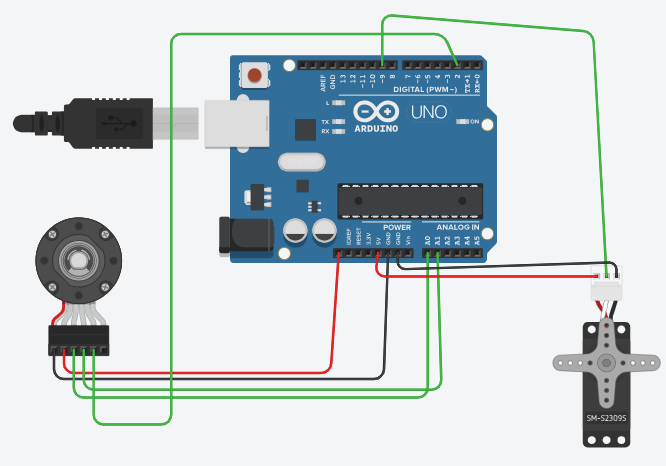 AREF
GND
13
12
~11
~10
~9
8
7
~6
~5
4
~3
2
TX→1
RX←0
DIGITAL (PWM~)
L
TX
RX
ARDUINO
UNO
ON
POWER
ANALOG IN
IOREF
RESET
3.3V
5V
GND
GND
Vin
A0
A1
A2
A3
A4
A5
SM-S2309S